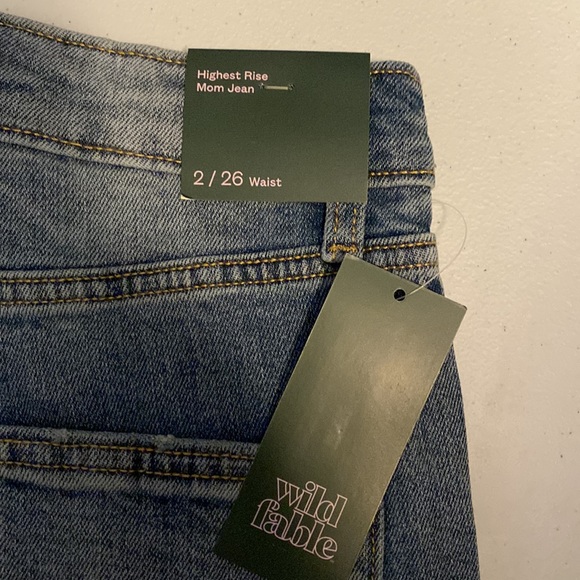 Highest Rise
Mom Jean
2 / 26 Waist
wild
fable